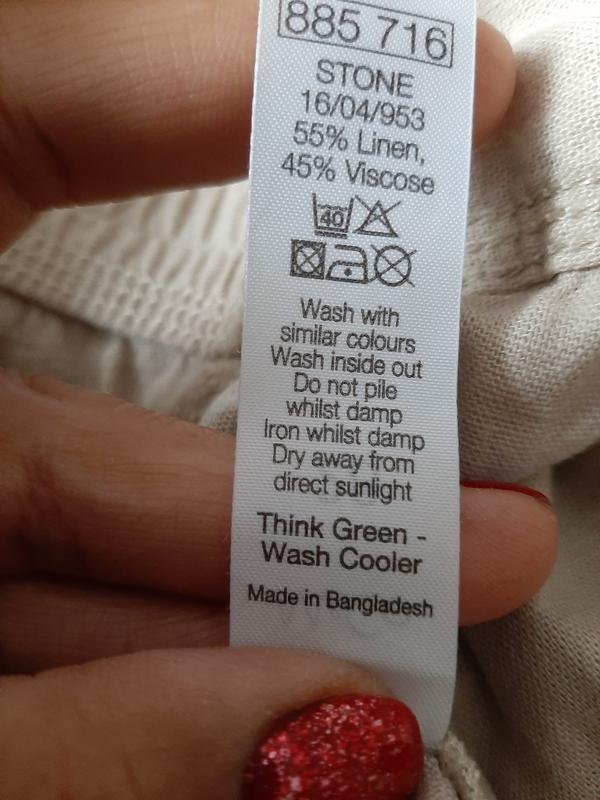 885 716
STONE
16/04/953
55% Linen,
45% Viscose
40
Wash with
similar colours
Wash inside out
Do not pile
whilst damp
Iron whilst damp
Dry away from
direct sunlight
Think Green -
Wash Cooler
Made in Bangladesh